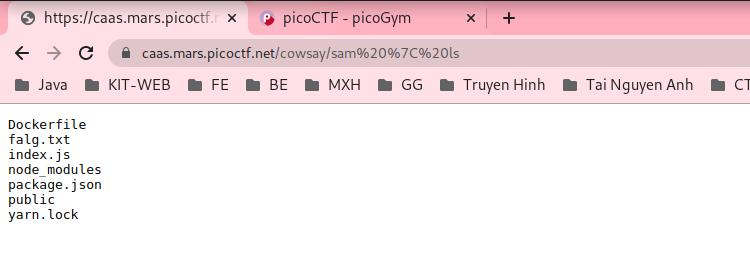 https://caas.mars.picoctf.r
picoCTF - picoGym
caas.mars.picoctf.net/cowsay/sam%20%7C%20ls
Java KIT-WEB FE BE MXH GG Truyen Hinh Tai Nguyen Anh CT
Dockerfile
falg.txt
index.js
node_modules
package.json
public
yarn.lock